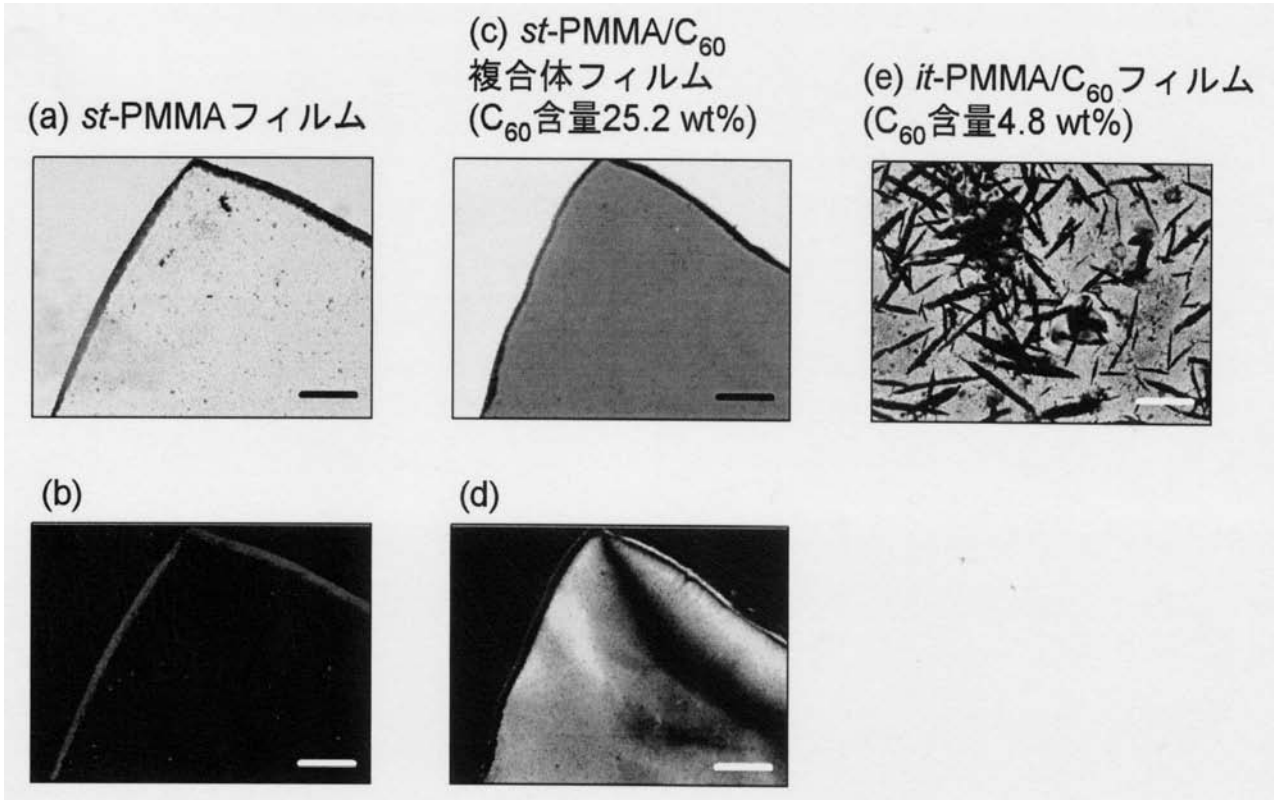 (a) st-PMMAフィルム
(c) st-PMMA/C60
複合体フィルム
(C60含量25.2 wt%)
(e) it-PMMA/C60フィルム
(C60含量4.8 wt%)
(b)
(d)